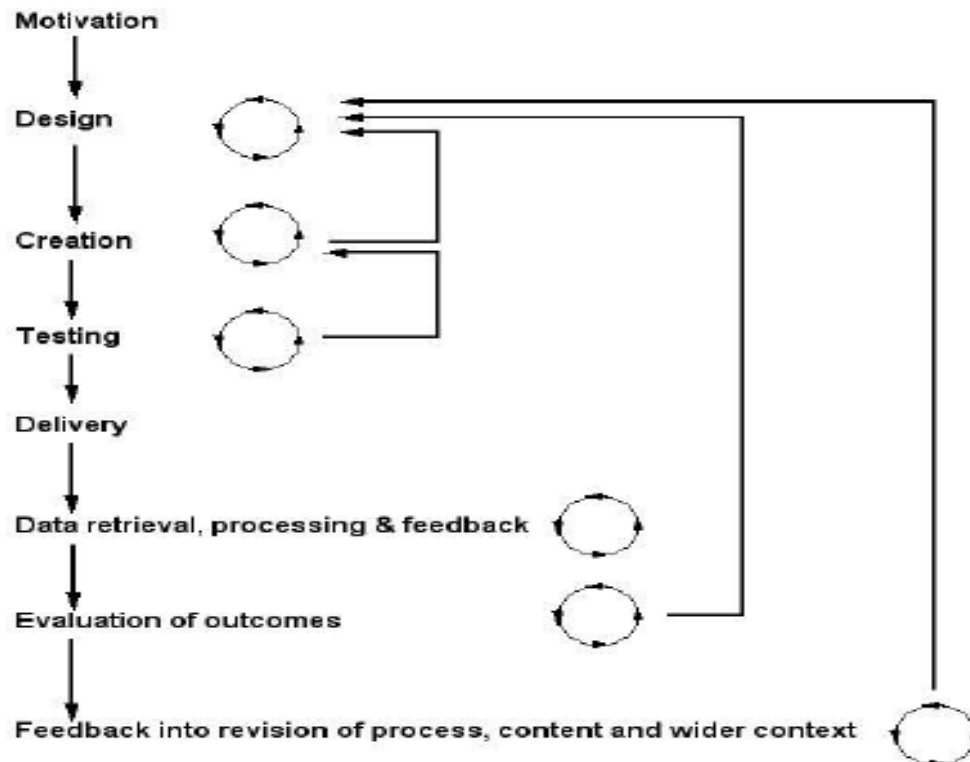 Motivation
Design
Creation
Testing
Delivery
Data retrieval, processing & feedback
Evaluation of outcomes
Feedback into revision of process, content and wider context